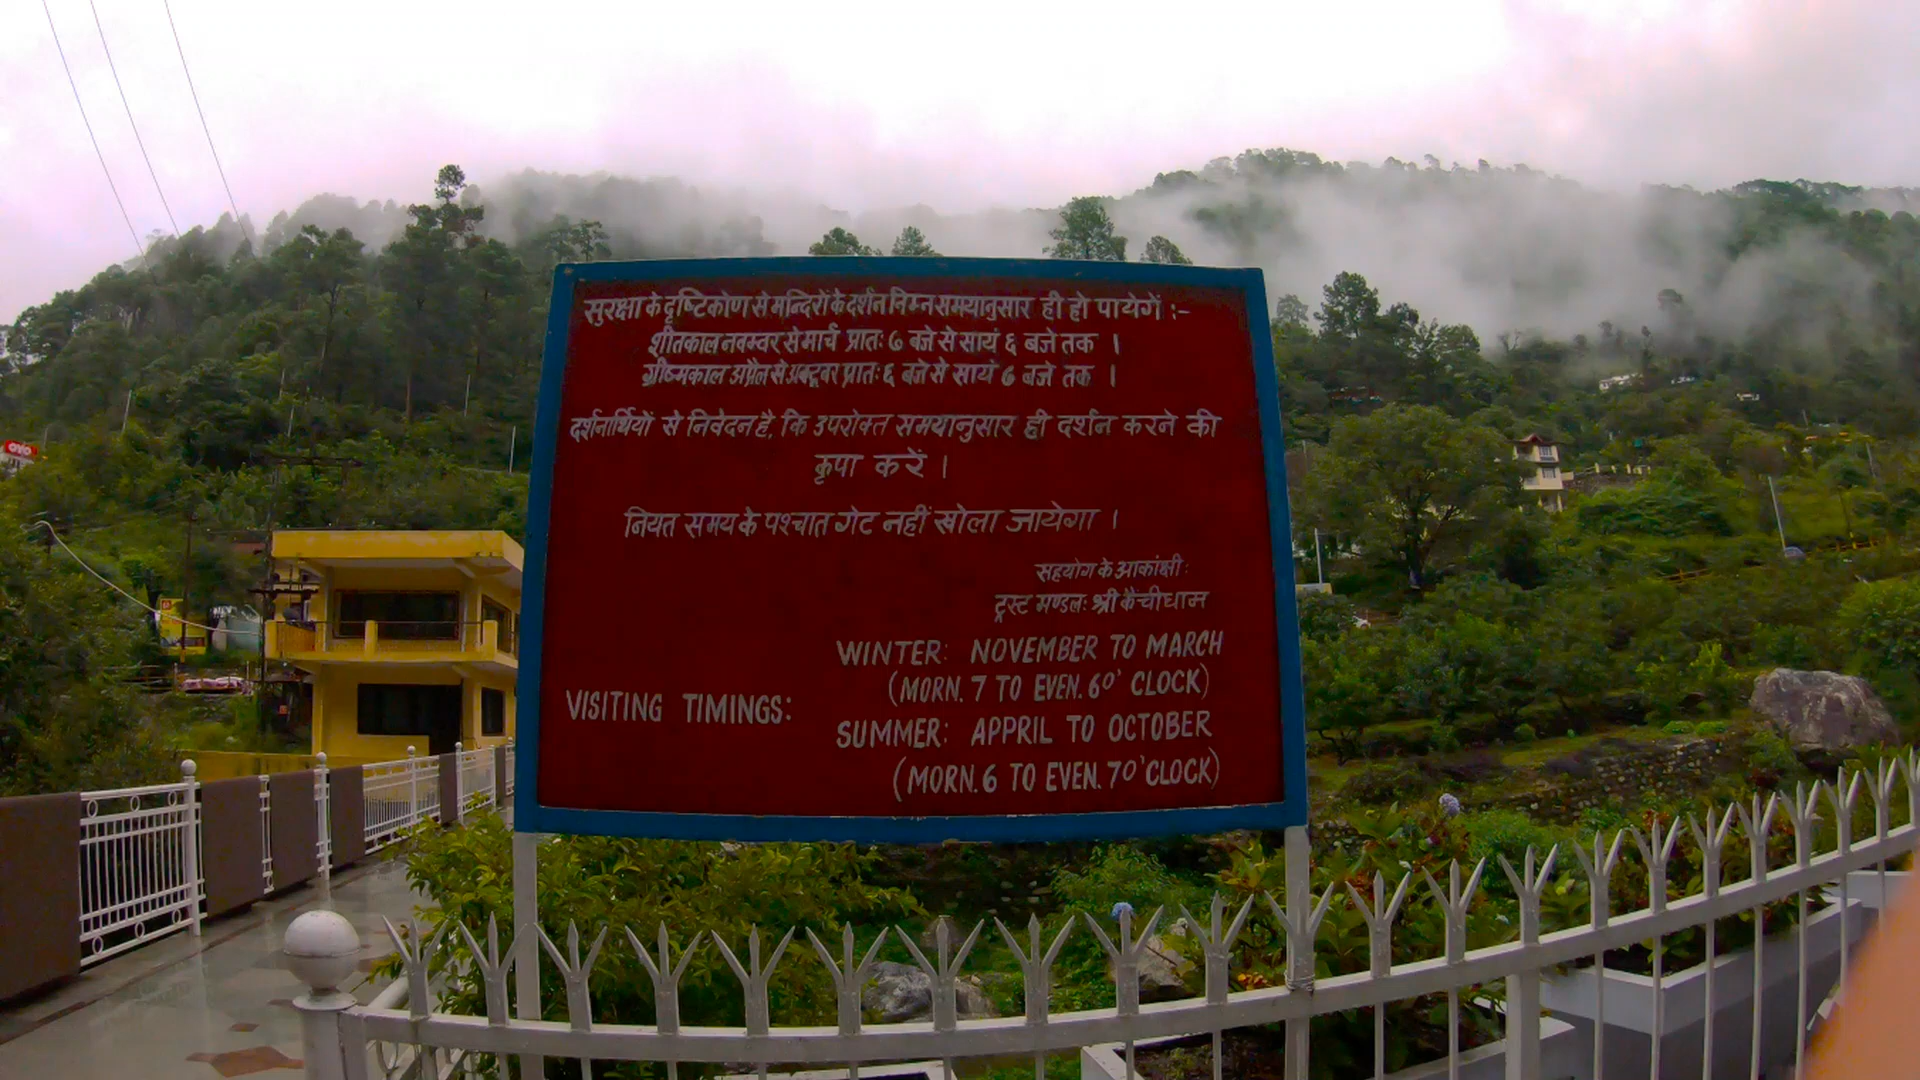 सुरक्षा के दृष्टिकोण से मन्दिरों के दर्शन निम्न समयानुसार ही हो पायेगें :-
शीतकाल नवम्बर से मार्च प्रातः ७ बजे से सायं ६ बजे तक ।
ग्रीष्मकाल अप्रैल से अक्टूबर प्रातः ६ बजे से सायं ७ बजे तक ।
दर्शनार्थियों से निवेदन है, कि उपरोक्त समयानुसार ही दर्शन करने की
कृपा करें ।
नियत समय के पश्चात गेट नहीं खोला जायेगा ।
सहयोग के आकांक्षी:
ट्रस्ट मण्डल: श्री कैंचीधाम
WINTER: NOVEMBER TO MARCH
(MORN. 7 TO EVEN. 6O' CLOCK)
VISITING TIMINGS:
SUMMER: APPRIL TO OCTOBER
(MORN. 6 TO EVEN. 7O'CLOCK)
OYO